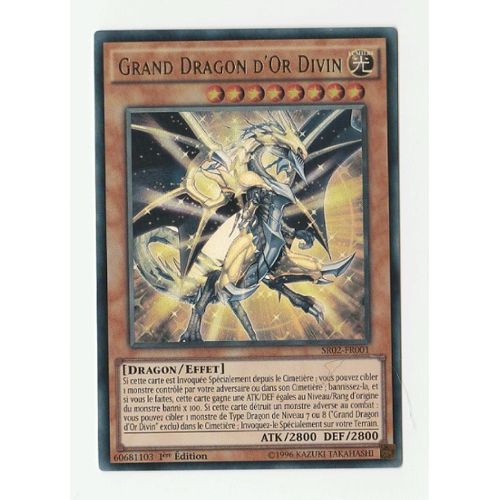 GRAND DRAGON D'OR DIVIN
光
SR02-FR001
[DRAGON/EFFET]
Si cette carte est Invoquée Spécialement depuis le Cimetière : vous pouvez cibler
1 monstre contrôlé par votre adversaire ou dans son Cimetière ; bannissez-la, et
si vous le faites, cette carte gagne une ATK/DEF égales au Niveau/Rang d'origine
du monstre banni x 100. Si cette carte détruit un monstre adverse au combat :
vous pouvez cibler 1 monstre de Type Dragon de Niveau 7 ou 8 ("Grand Dragon
d'Or Divin" exclu) dans le Cimetière ; Invoquez-le Spécialement sur votre Terrain.
ATK/2800 DEF/2800
60681103 1ère Édition ©1996 KAZUKI TAKAHASHI